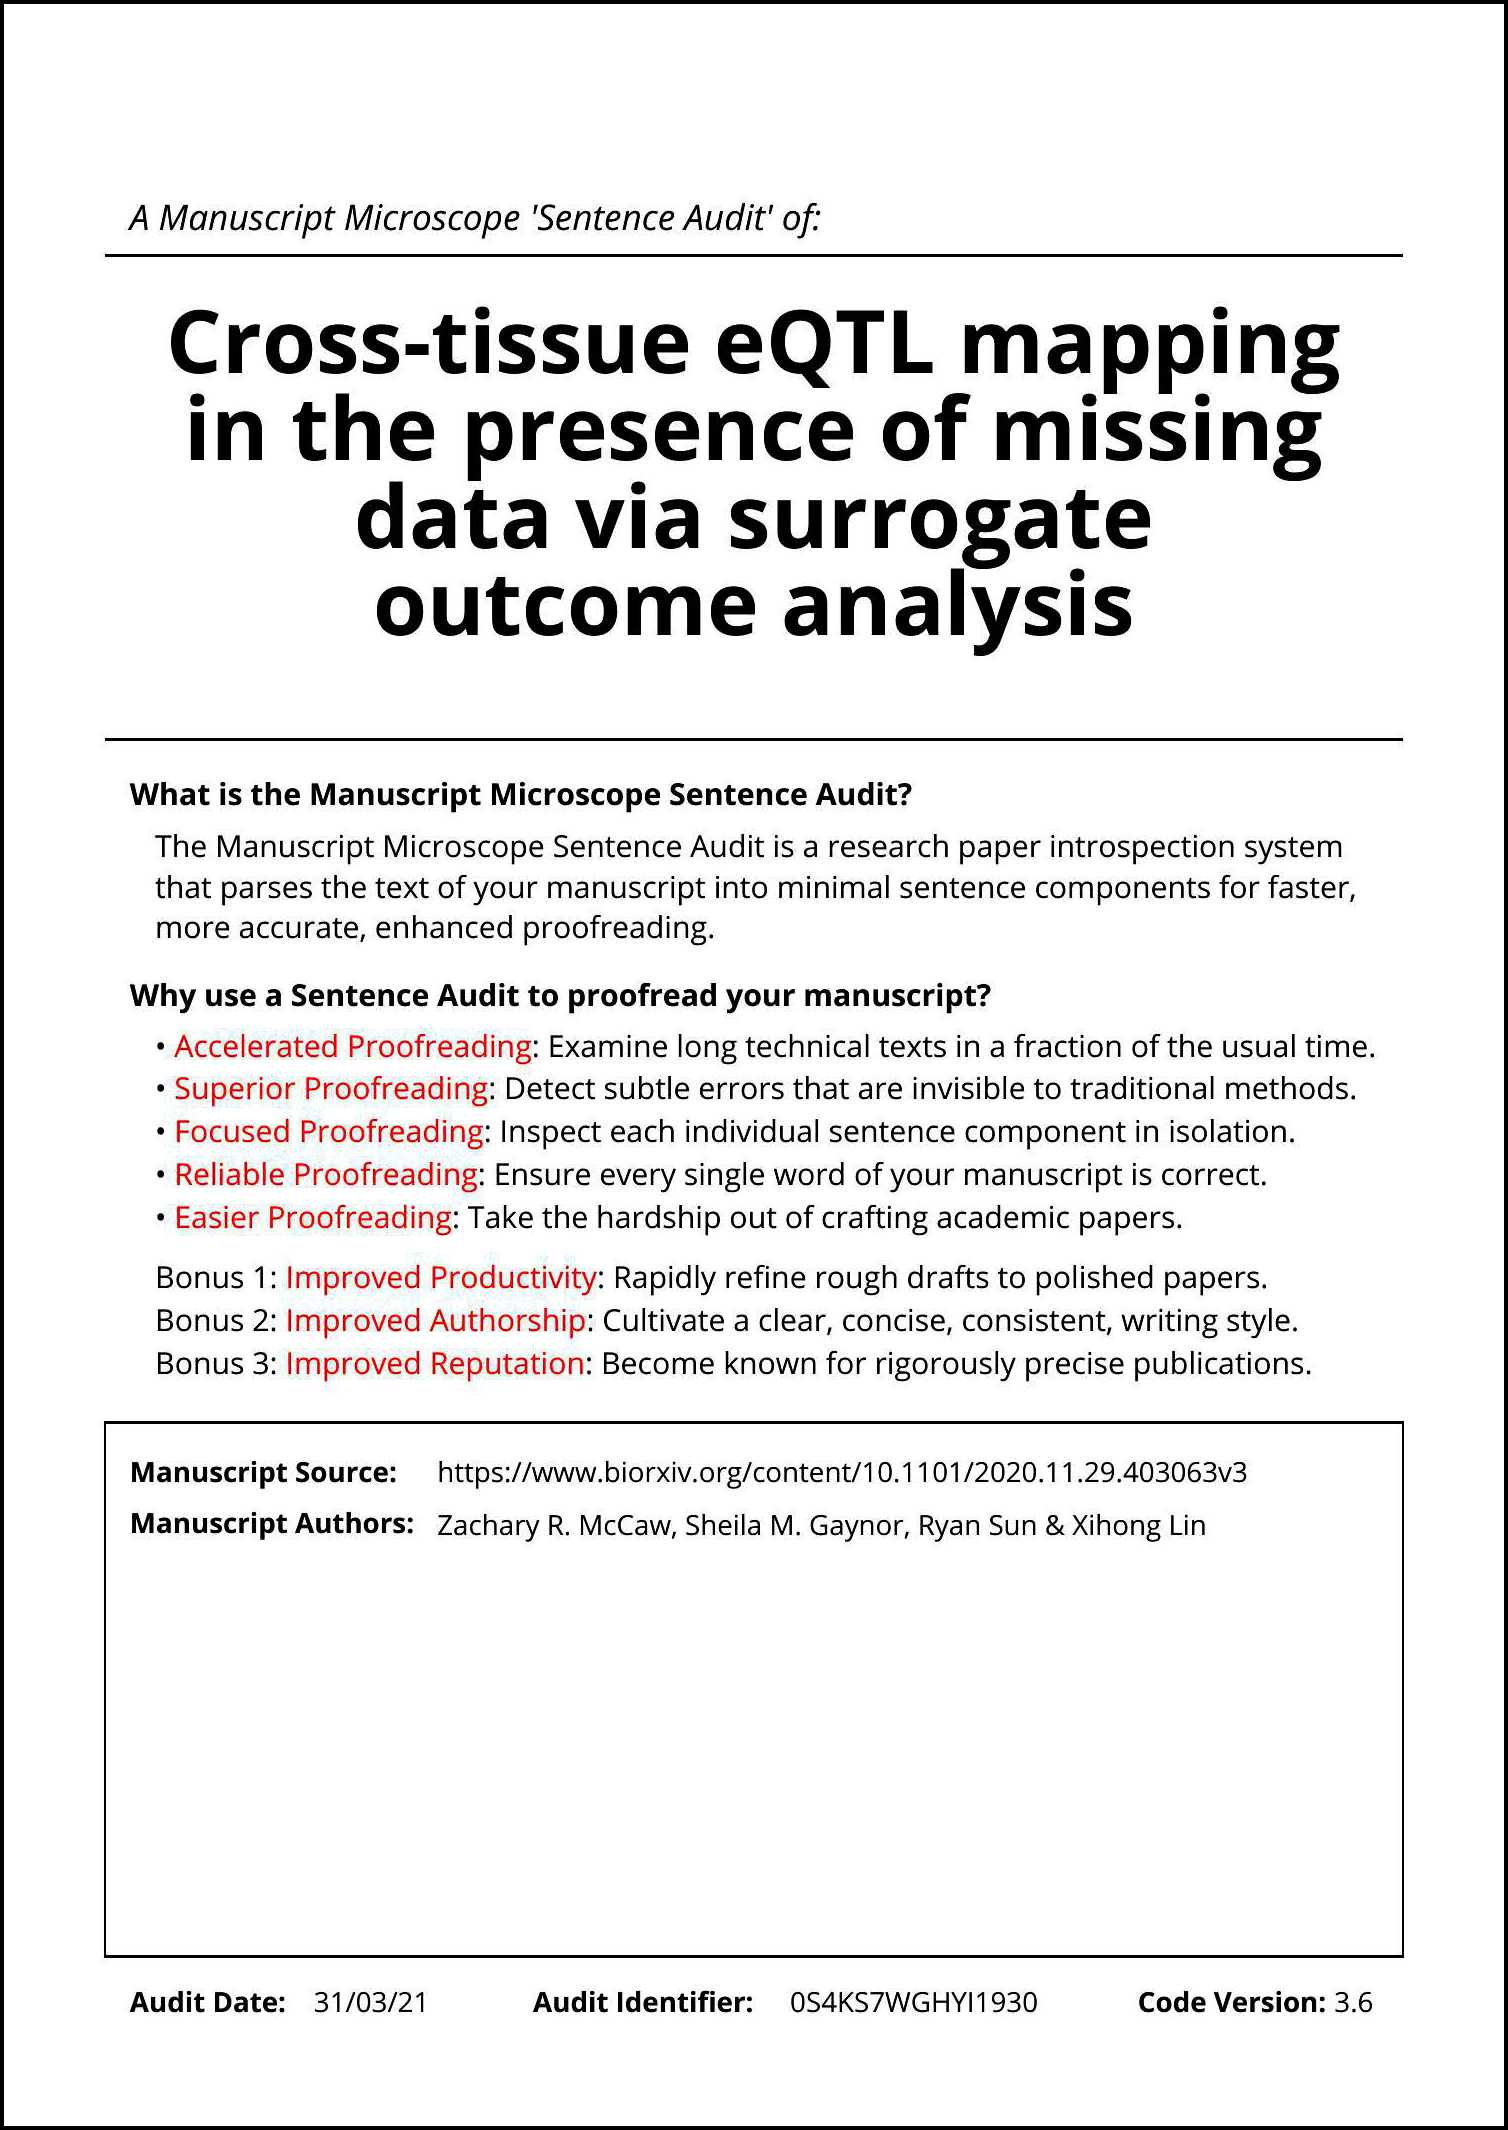 A Manuscript Microscope 'Sentence Audit' of:
Cross-tissue eQTL mapping
in the presence of missing
data via surrogate
outcome analysis
What is the Manuscript Microscope Sentence Audit?
The Manuscript Microscope Sentence Audit is a research paper introspection system
that parses the text of your manuscript into minimal sentence components for faster,
more accurate, enhanced proofreading.
Why use a Sentence Audit to proofread your manuscript?
• Accelerated Proofreading: Examine long technical texts in a fraction of the usual time.
• Superior Proofreading: Detect subtle errors that are invisible to traditional methods.
• Focused Proofreading: Inspect each individual sentence component in isolation.
• Reliable Proofreading: Ensure every single word of your manuscript is correct.
• Easier Proofreading: Take the hardship out of crafting academic papers.
Bonus 1: Improved Productivity: Rapidly refine rough drafts to polished papers.
Bonus 2: Improved Authorship: Cultivate a clear, concise, consistent, writing style.
Bonus 3: Improved Reputation: Become known for rigorously precise publications.
Manuscript Source: https://www.biorxiv.org/content/10.1101/2020.11.29.403063v3
Manuscript Authors: Zachary R. McCaw, Sheila M. Gaynor, Ryan Sun & Xihong Lin
Audit Date: 31/03/21 Audit Identifier: 0S4KS7WGHYI1930 Code Version: 3.6